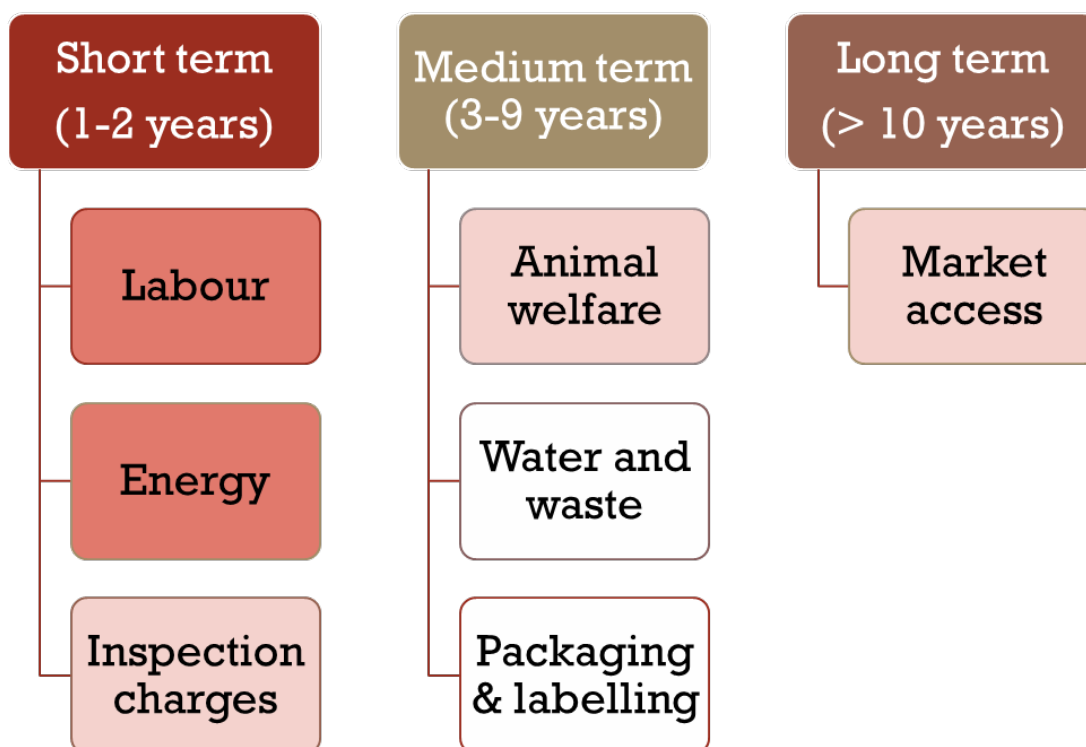 Short term
(1-2 years)
Labour
Energy
Inspection
charges
Medium term
(3-9 years)
Animal
welfare
Water and
waste
Packaging
& labelling
Long term
(> 10 years)
Market
access